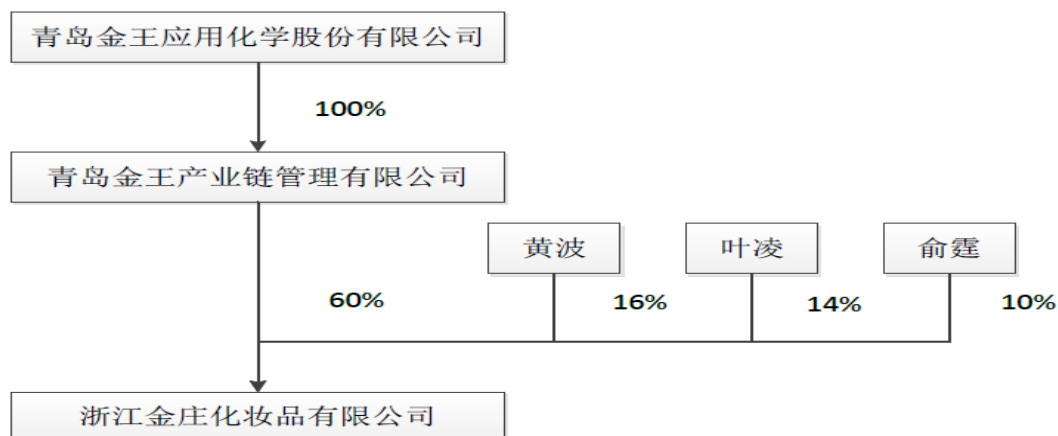 青岛金王应用化学股份有限公司
100%
青岛金王产业链管理有限公司
黄波
叶凌
俞霆
60%
16%
14%
10%
浙江金庄化妆品有限公司